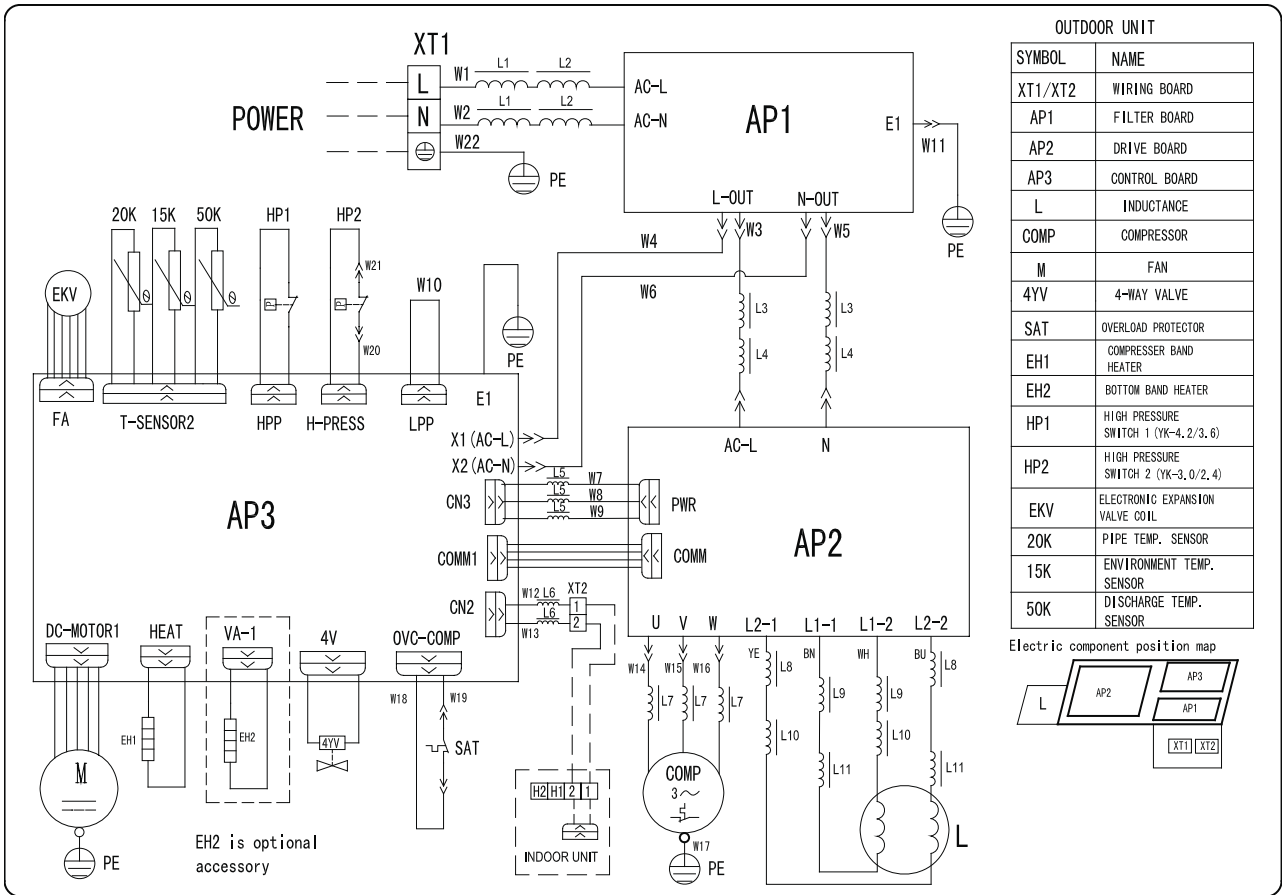 OUTDOOR UNIT
SYMBOL NAME
XT1/XT2 WIRING BOARD
AP1 FILTER BOARD
AP2 DRIVE BOARD
AP3 CONTROL BOARD
L INDUCTANCE
COMP COMPRESSOR
M FAN
4YV 4-WAY VALVE
SAT OVERLOAD PROTECTOR
EH1 COMPRESSER BAND
HEATER
EH2 BOTTOM BAND HEATER
HP1 HIGH PRESSURE
SWITCH 1 (YK-4.2/3.6)
HP2 HIGH PRESSURE
SWITCH 2 (YK-3.0/2.4)
EKV ELECTRONIC EXPANSION
VALVE COIL
20K PIPE TEMP. SENSOR
15K ENVIRONMENT TEMP.
SENSOR
50K DISCHARGE TEMP.
SENSOR
Electric component position map
L AP2 AP3
AP1
XT1 XT2
XT1
POWER
L W1 L1 L2 AC-L
N W2 L1 L2 AC-N
W22
PE
AP1
E1
W11
PE
L-OUT N-OUT
W3 W5
W4
W6
L3 L3
L4 L4
20K 15K 50K HP1 HP2
W21
W20
EKV
W10
PE
FA T-SENSOR2 HPP H-PRESS LPP
E1
X1(AC-L)
X2(AC-N)
AP3
CN3 L5 W7
L5 W8
L5 W9
PWR
COMM1 COMM
CN2
W12 L6 XT2
1
L6
2
W13
AC-L N
AP2
U V W L2-1 L1-1 L1-2 L2-2
W14 W15 W16 YE BN WH BU
L7 L7 L7
L8 L9 L9 L8
L10 L11 L10 L11
COMP
3～
W17
PE
L
DC-MOTOR1 HEAT VA-1 4V OVC-COMP
W18 W19
EH1 EH2 4YV SAT
M
PE
EH2 is optional
accessory
H2 H1 2 1
INDOOR UNIT